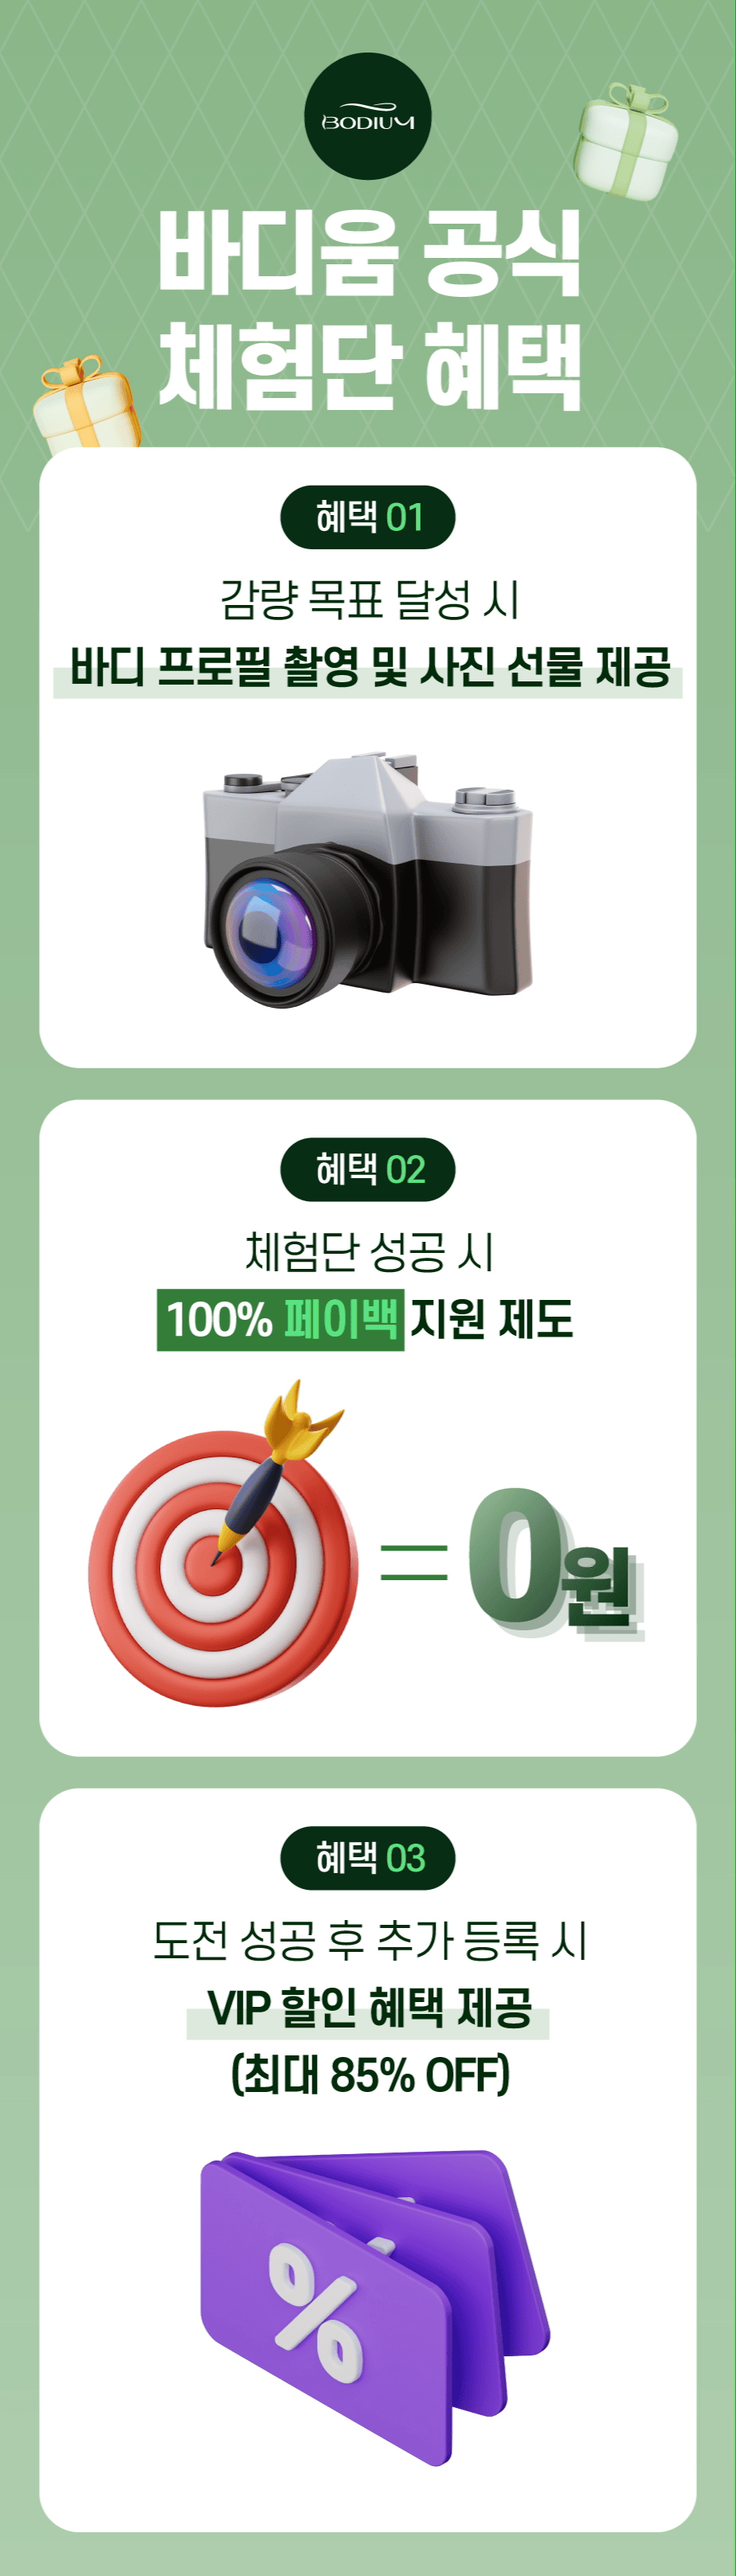 BODIUM
바디움 공식
체험단 혜택
혜택 01
감량 목표 달성 시
바디 프로필 촬영 및 사진 선물 제공
혜택 02
체험단 성공 시
100% 페이백 지원 제도
= 0원
혜택 03
도전 성공 후 추가 등록 시
VIP 할인 혜택 제공
(최대 85% OFF)
%